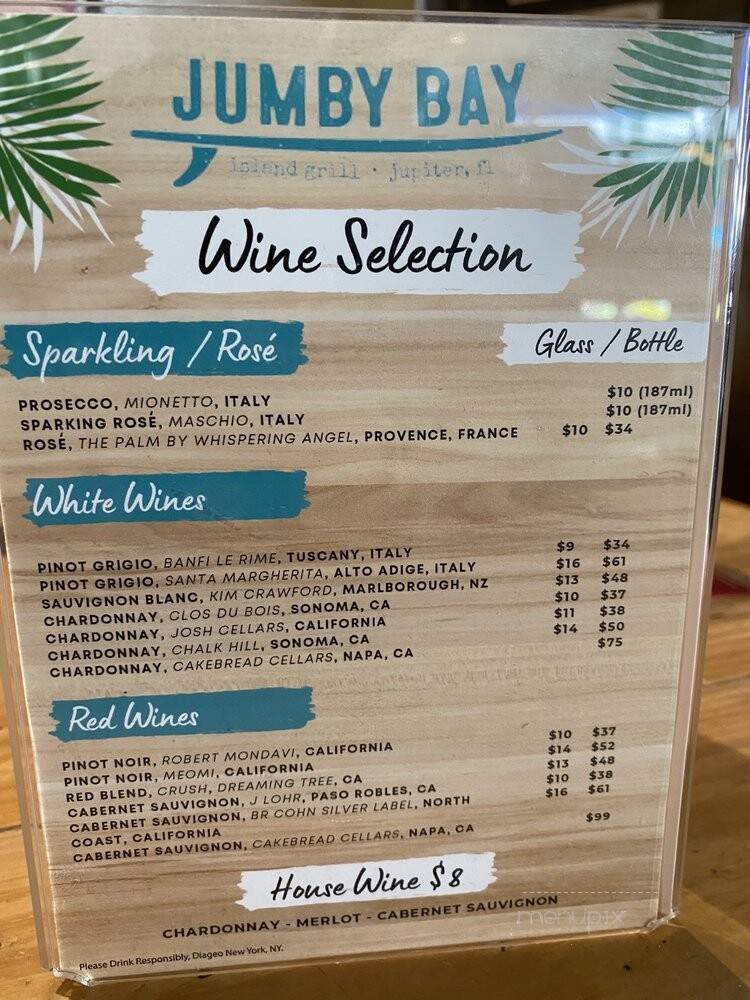 JUMBY BAY
island grill · jupiter, fl
Wine Selection
Sparkling / Rosé
Glass / Bottle
PROSECCO, MIONETTO, ITALY $10 (187ml)
SPARKING ROSÉ, MASCHIO, ITALY $10 (187ml)
ROSÉ, THE PALM BY WHISPERING ANGEL, PROVENCE, FRANCE $10 $34
White Wines
PINOT GRIGIO, BANFI LE RIME, TUSCANY, ITALY $9 $34
PINOT GRIGIO, SANTA MARGHERITA, ALTO ADIGE, ITALY $16 $61
SAUVIGNON BLANC, KIM CRAWFORD, MARLBOROUGH, NZ $13 $48
CHARDONNAY, CLOS DU BOIS, SONOMA, CA $10 $37
CHARDONNAY, JOSH CELLARS, CALIFORNIA $11 $38
CHARDONNAY, CHALK HILL, SONOMA, CA $14 $50
CHARDONNAY, CAKEBREAD CELLARS, NAPA, CA $75
Red Wines
PINOT NOIR, ROBERT MONDAVI, CALIFORNIA $10 $37
PINOT NOIR, MEOMI, CALIFORNIA $14 $52
RED BLEND, CRUSH, DREAMING TREE, CA $13 $48
CABERNET SAUVIGNON, J LOHR, PASO ROBLES, CA $10 $38
CABERNET SAUVIGNON, BR COHN SILVER LABEL, NORTH $16 $61
COAST, CALIFORNIA
CABERNET SAUVIGNON, CAKEBREAD CELLARS, NAPA, CA $99
House Wine $8
CHARDONNAY - MERLOT - CABERNET SAUVIGNON
menupix
Please Drink Responsibly, Diageo New York, NY.